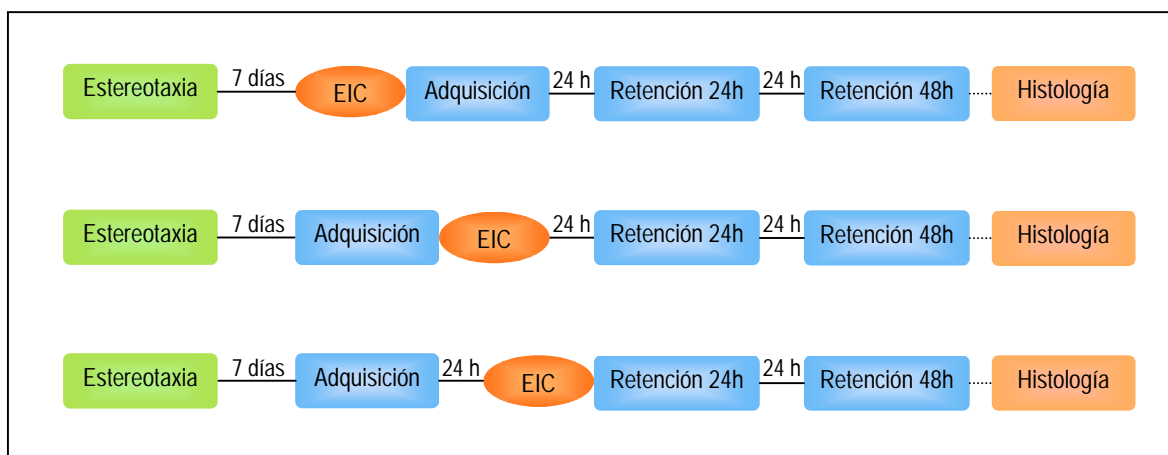 Estereotaxia 7 días EIC Adquisición 24 h Retención 24h 24 h Retención 48h Histología
Estereotaxia 7 días Adquisición EIC 24 h Retención 24h 24 h Retención 48h Histología
Estereotaxia 7 días Adquisición 24 h EIC Retención 24h 24 h Retención 48h Histología